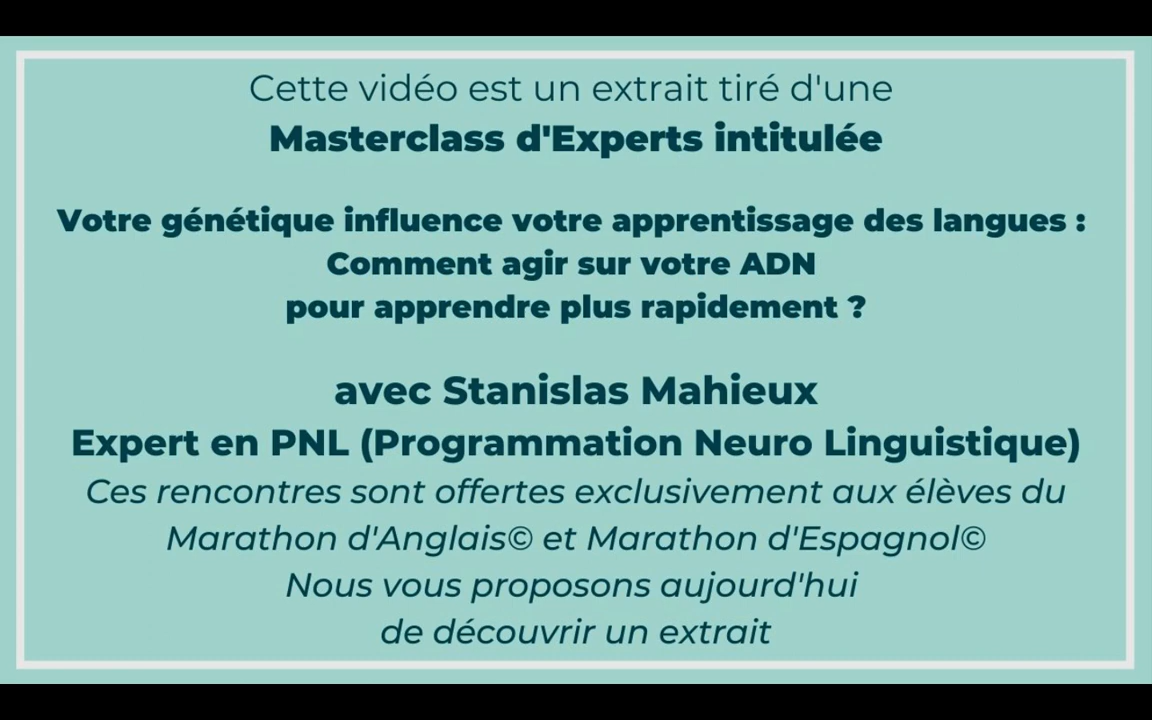 Cette vidéo est un extrait tiré d'une
Masterclass d'Experts intitulée
Votre génétique influence votre apprentissage des langues :
Comment agir sur votre ADN
pour apprendre plus rapidement ?
avec Stanislas Mahieux
Expert en PNL (Programmation Neuro Linguistique)
Ces rencontres sont offertes exclusivement aux élèves du
Marathon d'Anglais© et Marathon d'Espagnol©
Nous vous proposons aujourd'hui
de découvrir un extrait